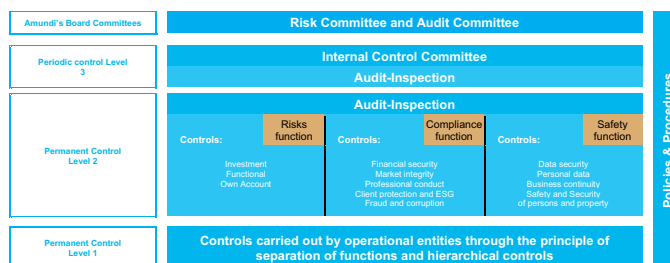 Amundi's Board Committees
Risk Committee and Audit Committee
Periodic control Level
3
Internal Control Committee
Audit-Inspection
Permanent Control
Level 2
Audit-Inspection
Controls:
Risks
function
Investment
Functional
Own Account
Controls:
Compliance
function
Financial security
Market integrity
Professional conduct
Client protection and ESG
Fraud and corruption
Controls:
Safety
function
Data security
Personal data
Business continuity
Safety and Security
of persons and property
Permanent Control
Level 1
Controls carried out by operational entities through the principle of
separation of functions and hierarchical controls
Policies & Procedures